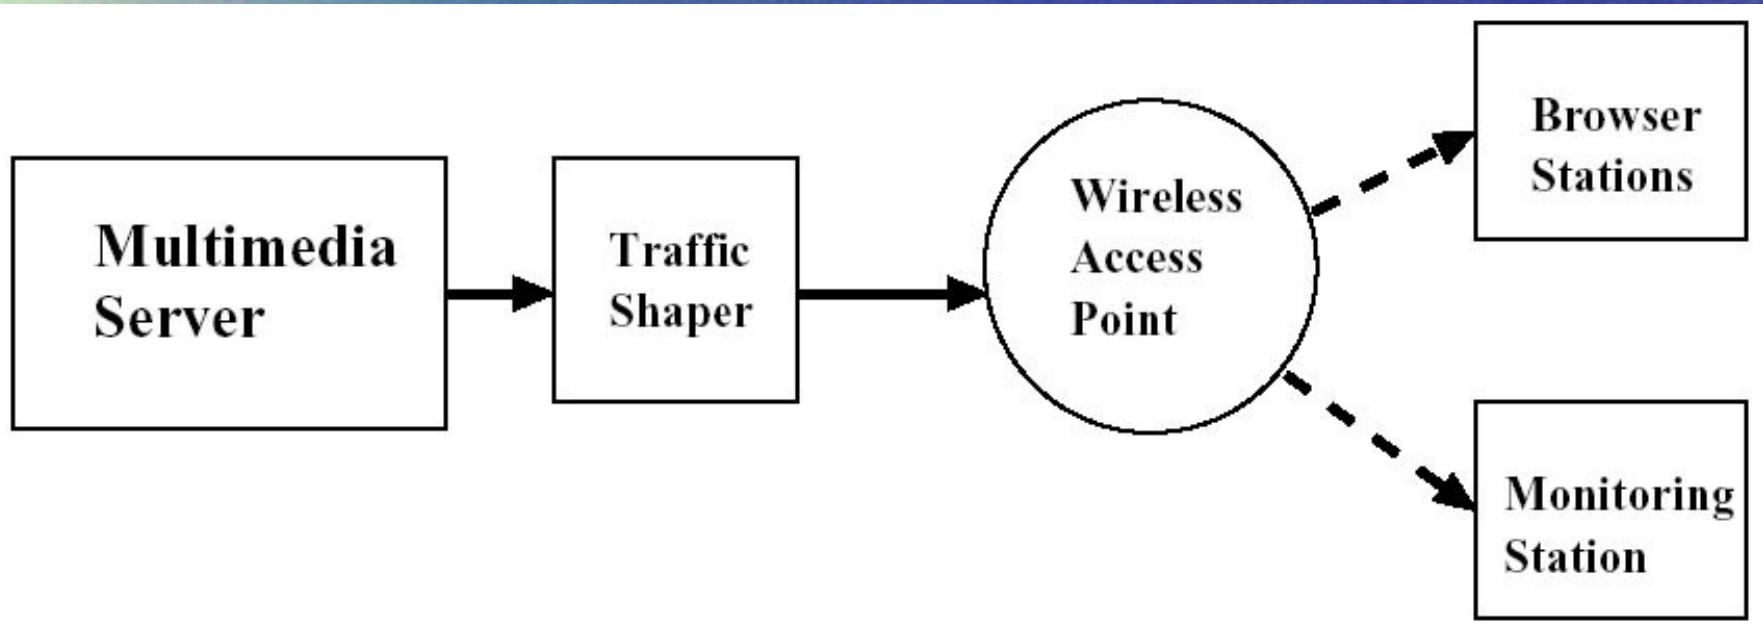 Multimedia
Server
Traffic
Shaper
Wireless
Access
Point
Browser
Stations
Monitoring
Station